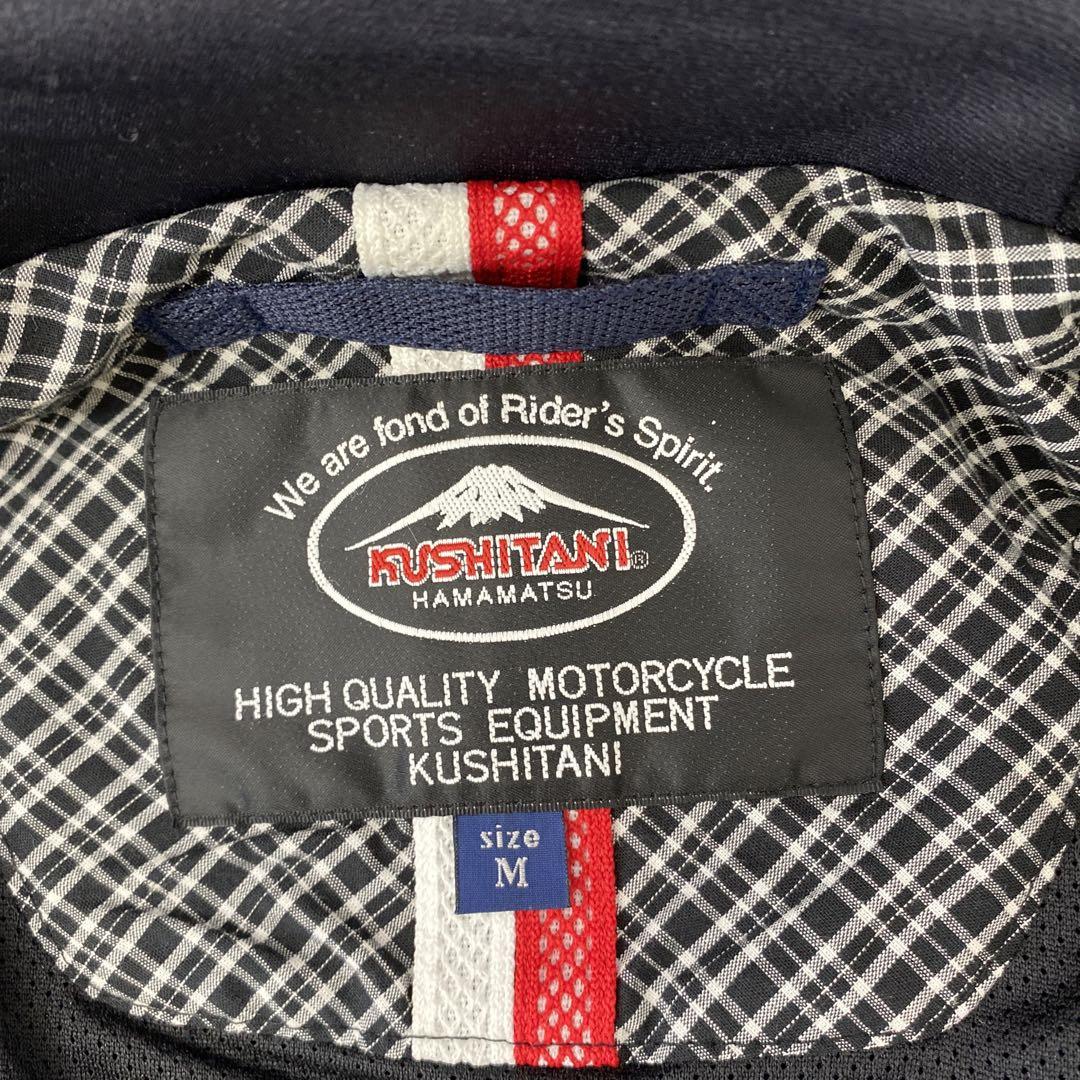 We are fond of Rider's Spirit.
KUSHITANI®
HAMAMATSU
HIGH QUALITY MOTORCYCLE
SPORTS EQUIPMENT
KUSHITANI
size
M